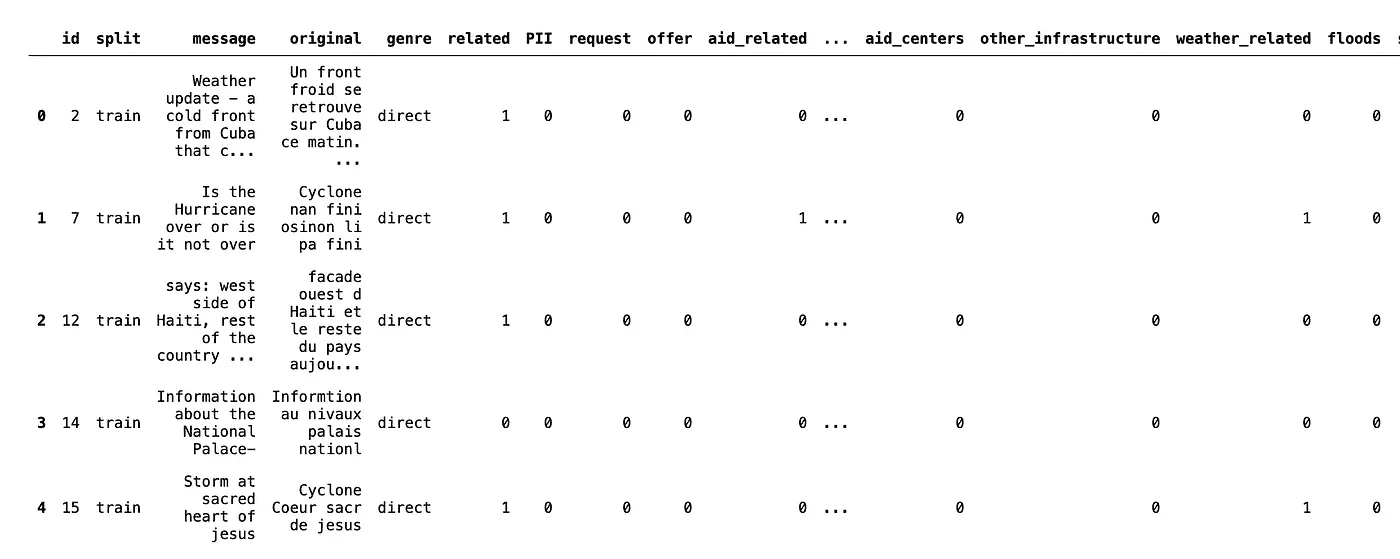 id split message original genre related PII request offer aid_related ... aid_centers other_infrastructure weather_related floods
0 2 train Weather update - a cold front from Cuba that c... Un front froid se retrouve sur Cuba ce matin. ... direct 1 0 0 0 0 ... 0 0 0 0
1 7 train Is the Hurricane over or is it not over Cyclone nan fini osinon li pa fini direct 1 0 0 0 1 ... 0 0 1 0
2 12 train says: west side of Haiti, rest of the country ... facade ouest d Haiti et le reste du pays aujou... direct 1 0 0 0 0 ... 0 0 0 0
3 14 train Information about the National Palace- Informtion au nivaux palais nationl direct 0 0 0 0 0 ... 0 0 0 0
4 15 train Storm at sacred heart of jesus Cyclone Coeur sacr de jesus direct 1 0 0 0 0 ... 0 0 1 0